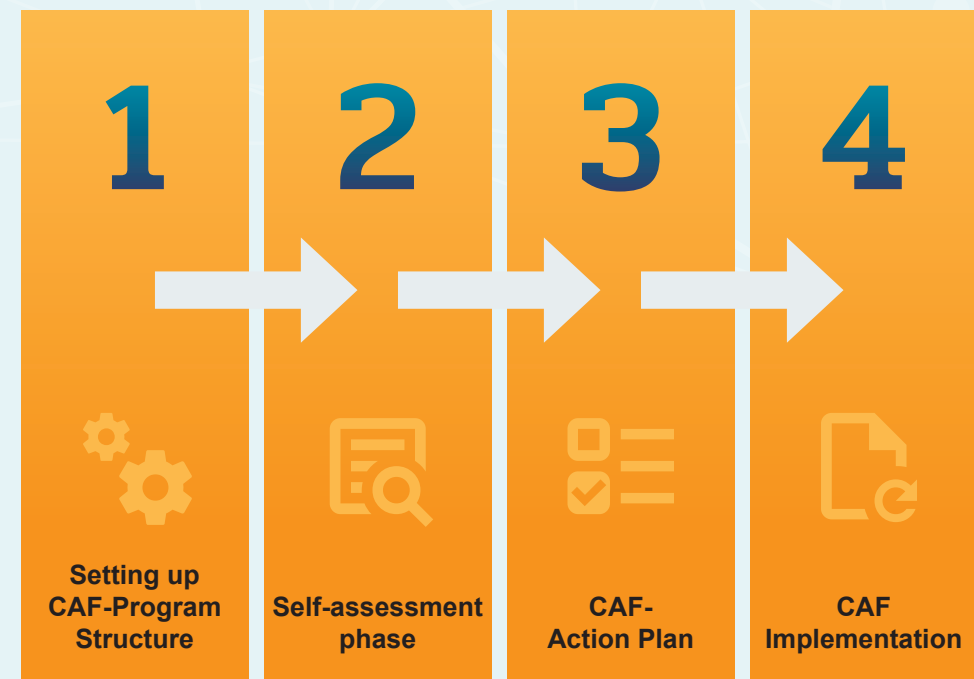 1
Setting up
CAF-Program
Structure
2
Self-assessment
phase
3
CAF-
Action Plan
4
CAF
Implementation